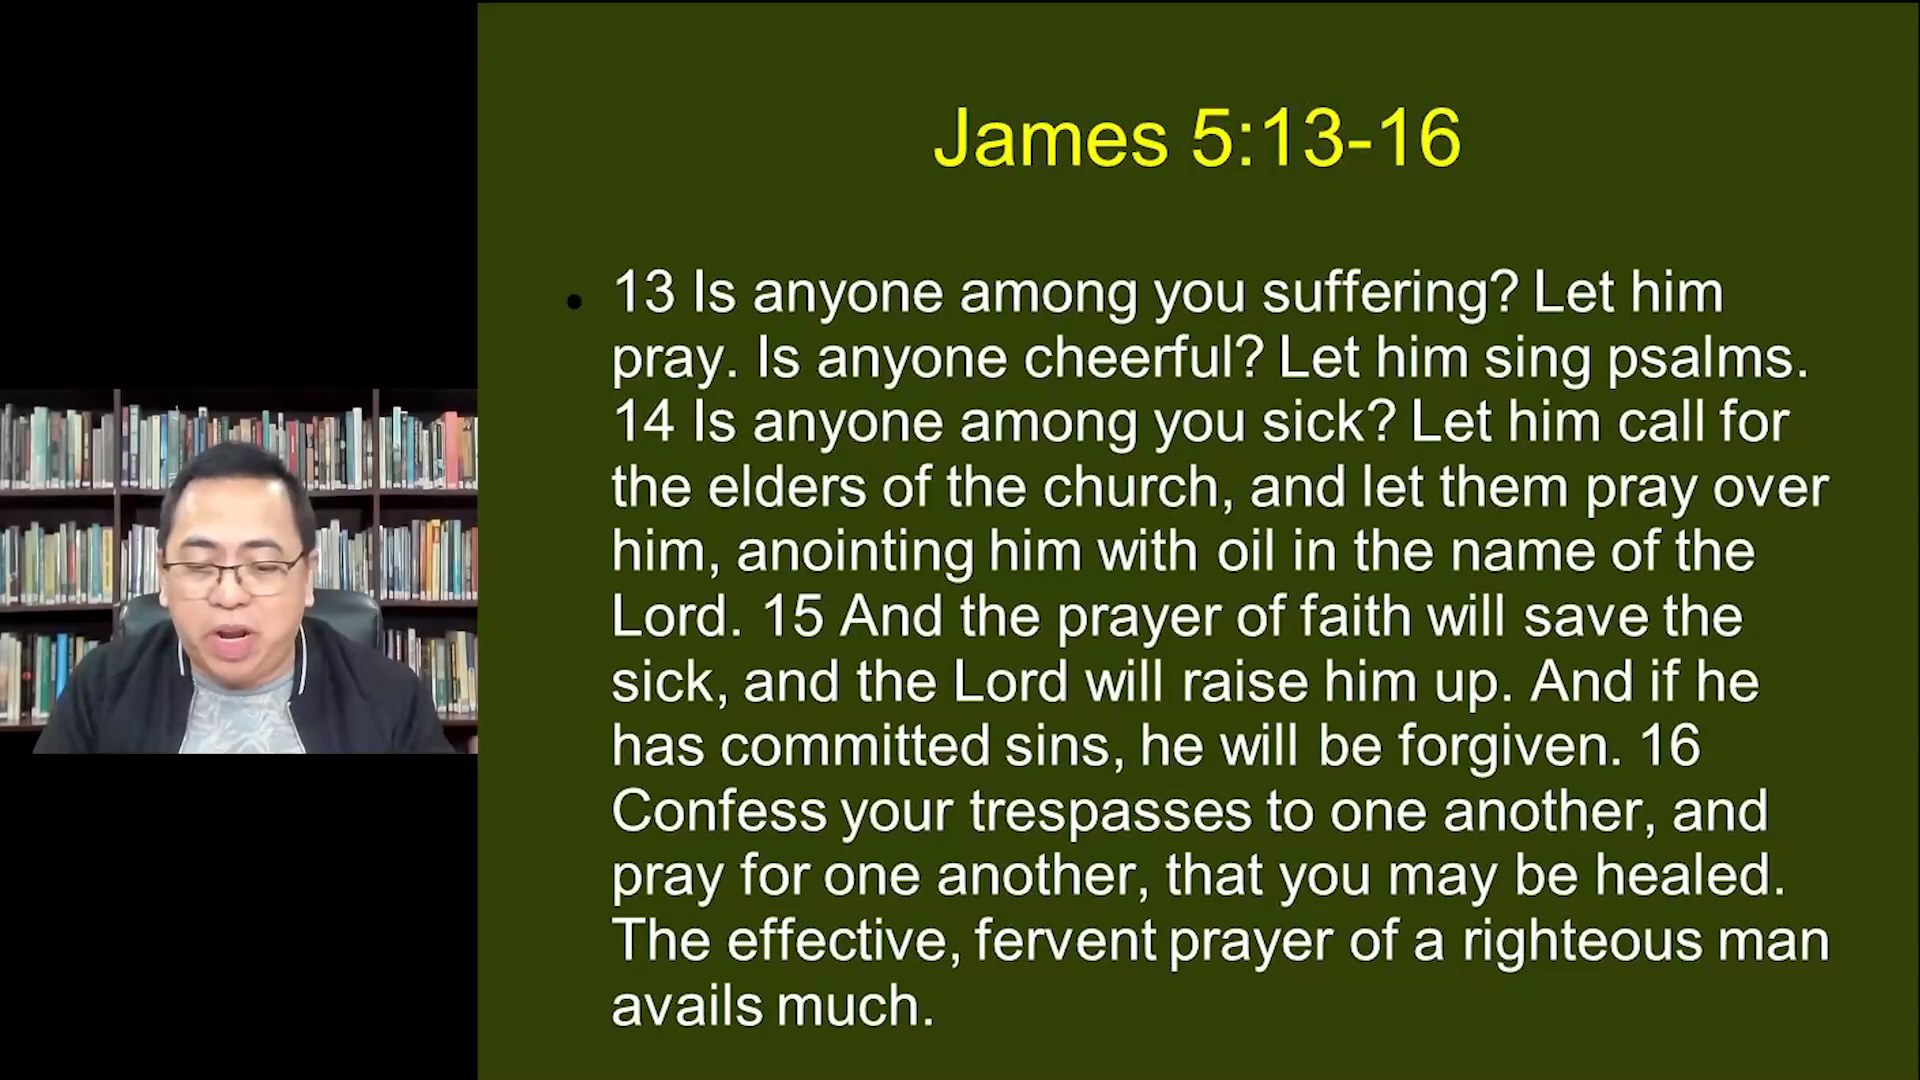 James 5:13-16
• 13 Is anyone among you suffering? Let him
pray. Is anyone cheerful? Let him sing psalms.
14 Is anyone among you sick? Let him call for
the elders of the church, and let them pray over
him, anointing him with oil in the name of the
Lord. 15 And the prayer of faith will save the
sick, and the Lord will raise him up. And if he
has committed sins, he will be forgiven. 16
Confess your trespasses to one another, and
pray for one another, that you may be healed.
The effective, fervent prayer of a righteous man
avails much.